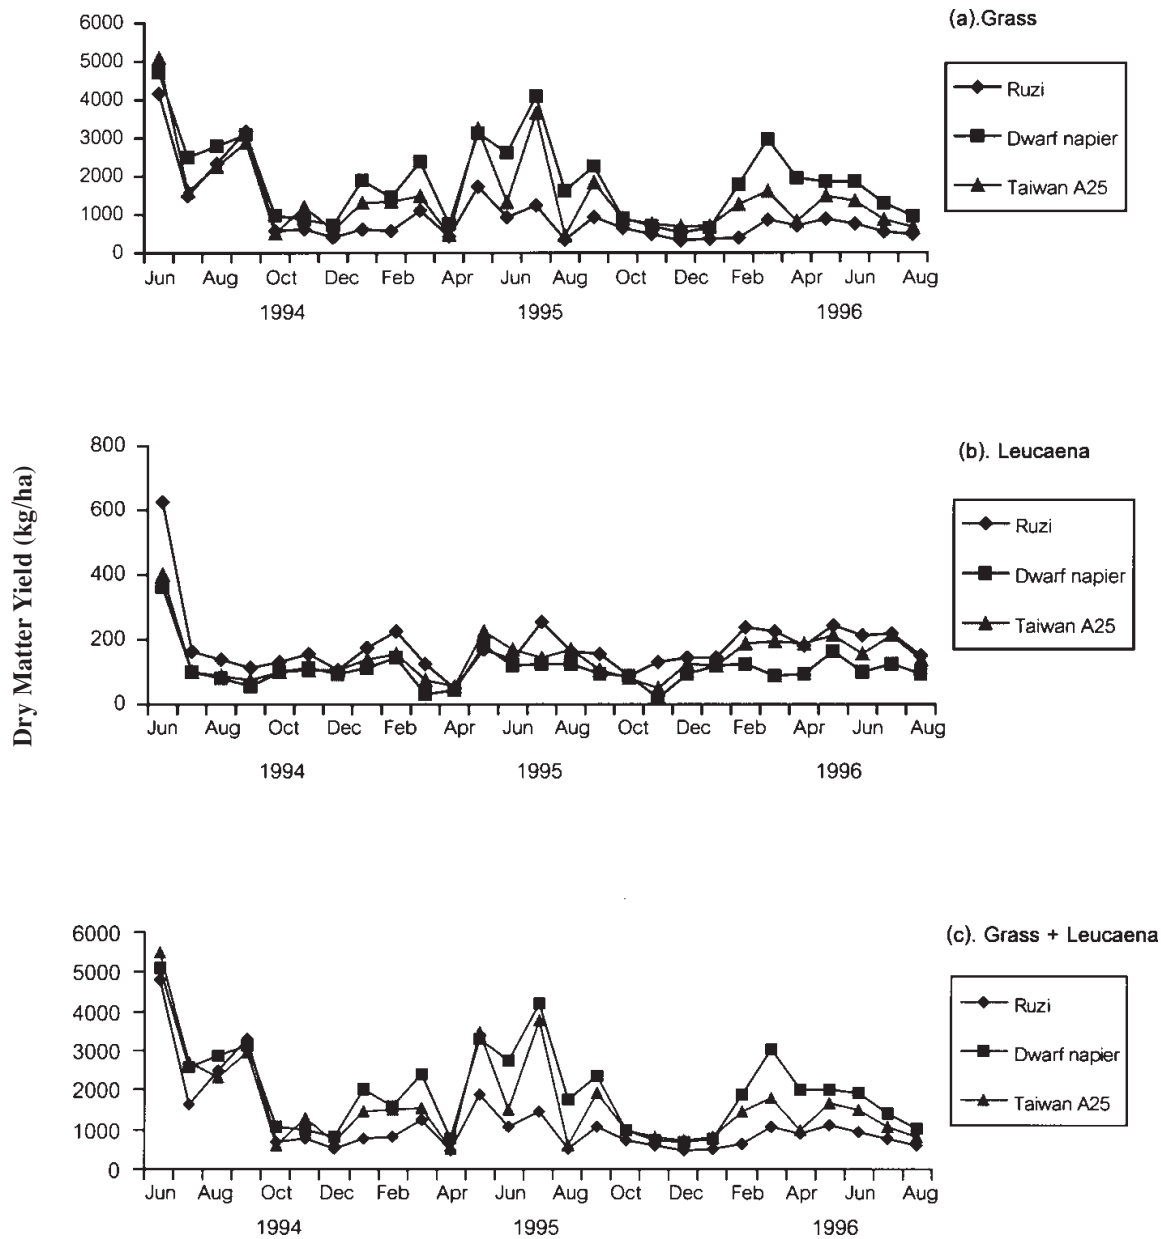 (a).Grass
6000
5000
4000
3000
2000
1000
0
Ruzi
Dwarf napier
Taiwan A25
Jun Aug Oct Dec Feb Apr Jun Aug Oct Dec Feb Apr Jun Aug
1994 1995 1996
Dry Matter Yield (kg/ha)
(b). Leucaena
800
600
400
200
0
Ruzi
Dwarf napier
Taiwan A25
Jun Aug Oct Dec Feb Apr Jun Aug Oct Dec Feb Apr Jun Aug
1994 1995 1996
(c). Grass + Leucaena
6000
5000
4000
3000
2000
1000
0
Ruzi
Dwarf napier
Taiwan A25
Jun Aug Oct Dec Feb Apr Jun Aug Oct Dec Feb Apr Jun Aug
1994 1995 1996